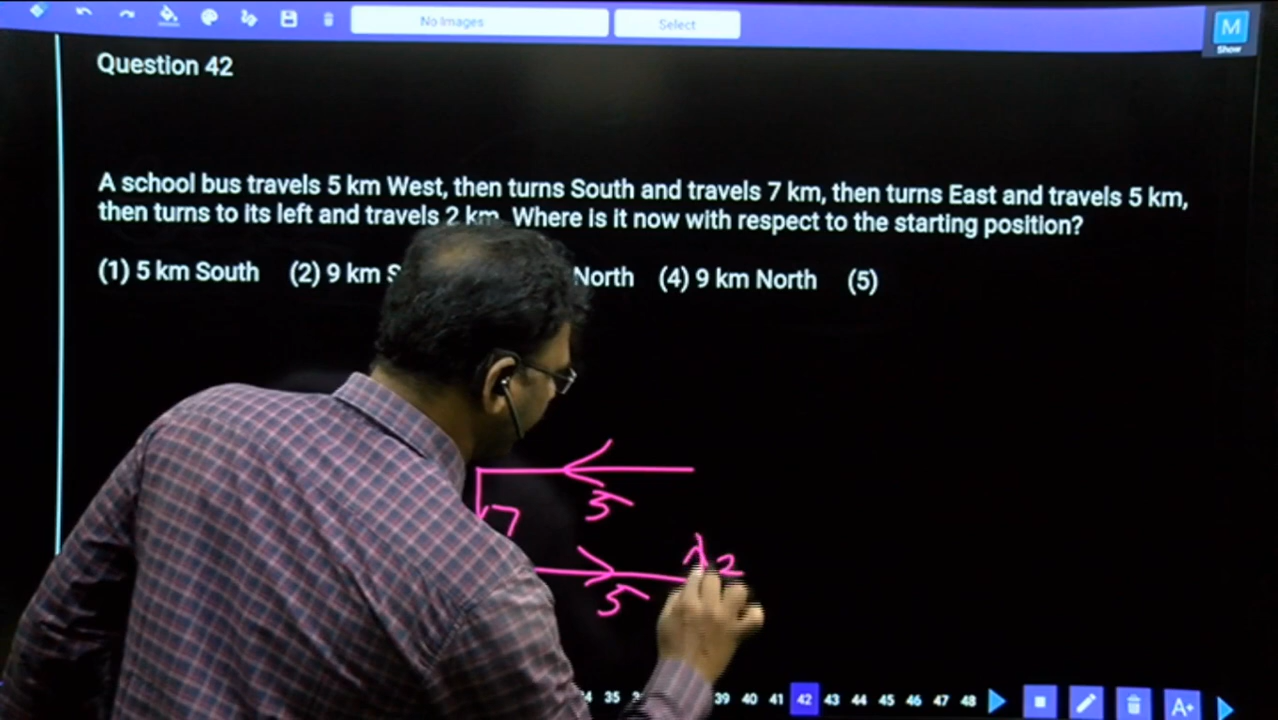 No Images Select M
Show
Question 42
A school bus travels 5 km West, then turns South and travels 7 km, then turns East and travels 5 km,
then turns to its left and travels 2 km. Where is it now with respect to the starting position?
(1) 5 km South (2) 9 km North (4) 9 km North (5)
5
7
2
5
35 39 40 41 42 43 44 45 46 47 48 A+